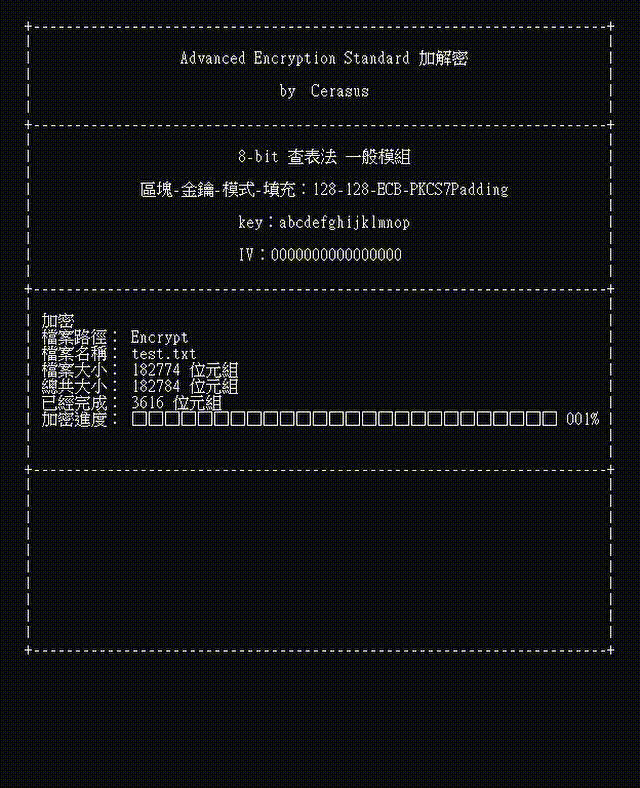 Advanced Encryption Standard 加解密
by Cerasus
8-bit 查表法 一般模組
區塊-金鑰-模式-填充：128-128-ECB-PKCS7Padding
key：abcdefghijklmnop
IV：0000000000000000
加密
檔案路徑： Encrypt
檔案名稱： test.txt
檔案大小： 182774 位元組
總共大小： 182784 位元組
已經完成： 3616 位元組
加密進度： □□□□□□□□□□□□□□□□□□□□□□□□□□ 001%